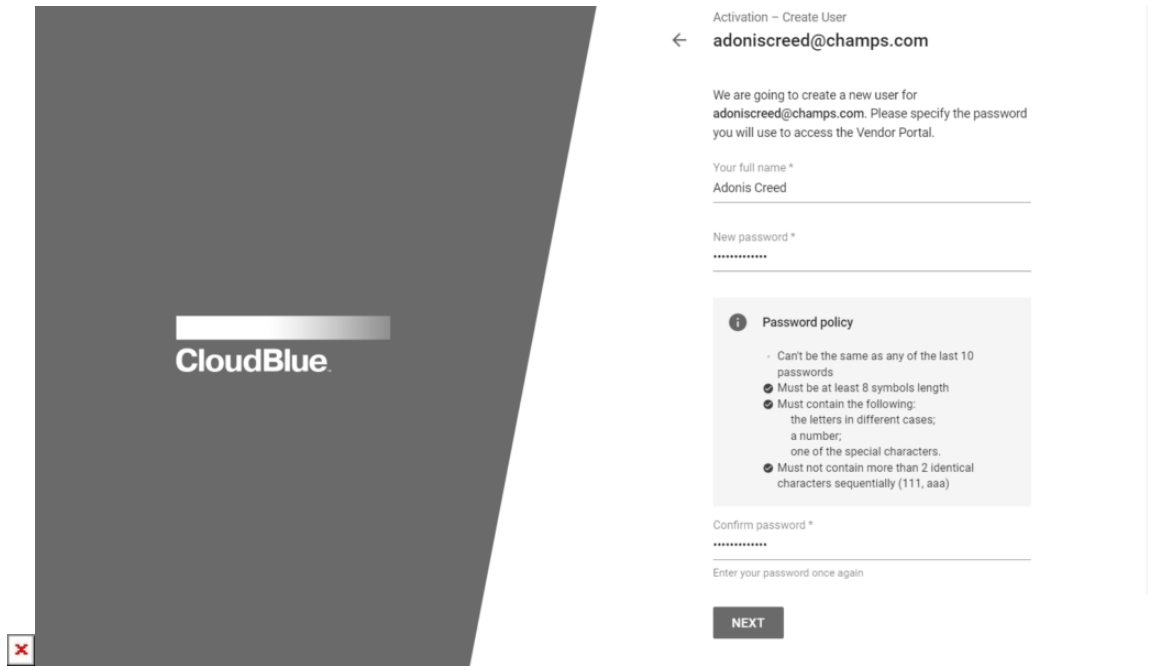 CloudBlue
Activation – Create User
adoniscreed@champs.com
We are going to create a new user for
adoniscreed@champs.com. Please specify the password
you will use to access the Vendor Portal.
Your full name *
Adonis Creed
New password *
•••••••••••••
Password policy
Can't be the same as any of the last 10
passwords
Must be at least 8 symbols length
Must contain the following:
the letters in different cases;
a number;
one of the special characters.
Must not contain more than 2 identical
characters sequentially (111, aaa)
Confirm password *
•••••••••••••
Enter your password once again
NEXT